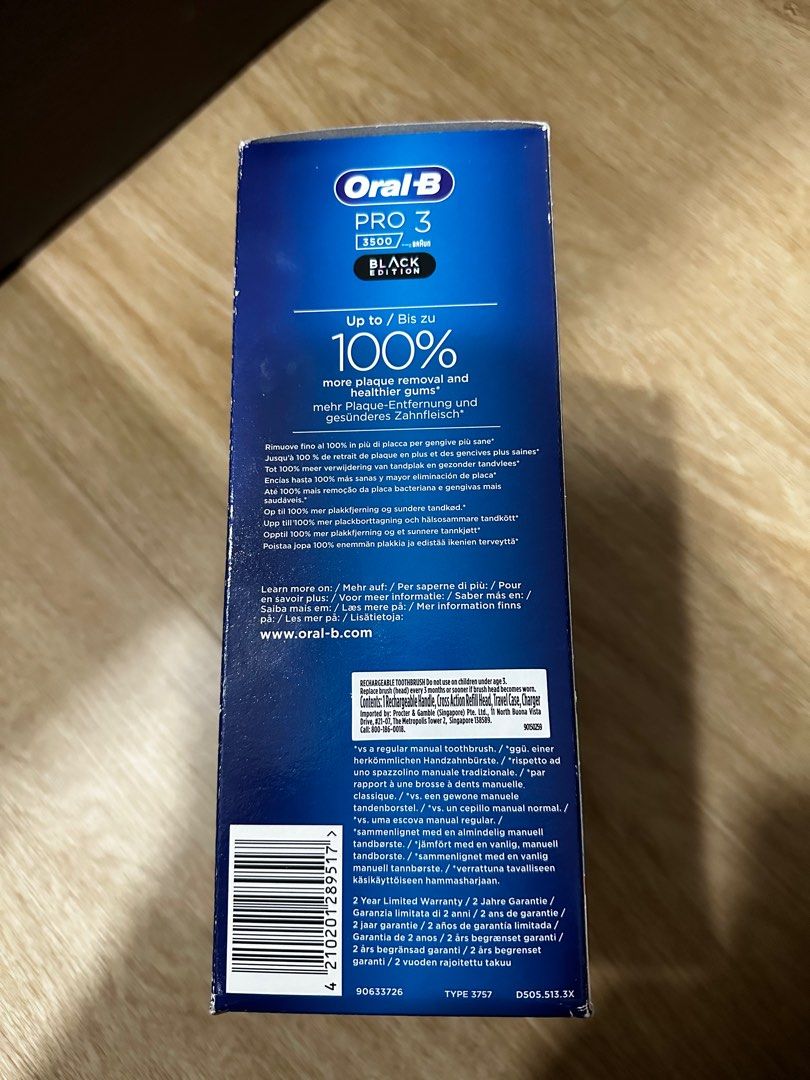 Oral-B
PRO 3
3500 BRAUN
BLACK
EDITION
Up to / Bis zu
100%
more plaque removal and
healthier gums*
mehr Plaque-Entfernung und
gesünderes Zahnfleisch*
Rimuove fino al 100% in più di placca per gengive più sane*
Jusqu'à 100 % de retrait de plaque en plus et des gencives plus saines*
Tot 100% meer verwijdering van tandplak en gezonder tandvlees*
Encías hasta 100% más sanas y mayor eliminación de placa*
Até 100% mais remoção da placa bacteriana e gengivas mais
saudáveis.*
Op til 100% mer plakkfjerning og sundere tandkød.*
Upp till 100% mer plackborttagning och hälsosammare tandkött*
Opptil 100% mer plakkfjerning og et sunnere tannkjøtt*
Poistaa jopa 100% enemmän plakkia ja edistää ikenien terveyttä*
Learn more on: / Mehr auf: / Per saperne di più: / Pour
en savoir plus: / Voor meer informatie: / Saber más en: /
Saiba mais em: / Læs mere på: / Mer information finns
på: / Les mer på: / Lisätietoja:
www.oral-b.com
RECHARGEABLE TOOTHBRUSH Do not use on children under age 3.
Replace brush (head) every 3 months or sooner if brush head becomes worn.
Contents: 1 Rechargeable Handle, Cross Action Refill Head, Travel Case, Charger
Imported by: Procter & Gamble (Singapore) Pte. Ltd., 11 North Buona Vista
Drive, #21-07, The Metropolis Tower 2, Singapore 138589.
Call: 800-186-0018. 90150259
*vs a regular manual toothbrush. / *ggü. einer
herkömmlichen Handzahnbürste. / *rispetto ad
uno spazzolino manuale tradizionale. / *par
rapport à une brosse à dents manuelle
classique. / *vs. een gewone manuele
tandenborstel. / *vs. un cepillo manual normal. /
*vs. uma escova manual regular. /
*sammenlignet med en almindelig manuell
tandbørste. / *jämfört med en vanlig, manuell
tandborste. / *sammenlignet med en vanlig
manuell tannbørste. / *verrattuna tavalliseen
käsikäyttöiseen hammasharjaan.
2 Year Limited Warranty / 2 Jahre Garantie /
Garanzia limitata di 2 anni / 2 ans de garantie /
2 jaar garantie / 2 años de garantía limitada /
Garantia de 2 anos / 2 års begrænset garanti /
2 års begränsad garanti / 2 års begrenset
garanti / 2 vuoden rajoitettu takuu
4 210201 289517 >
90633726 TYPE 3757 D505.513.3X